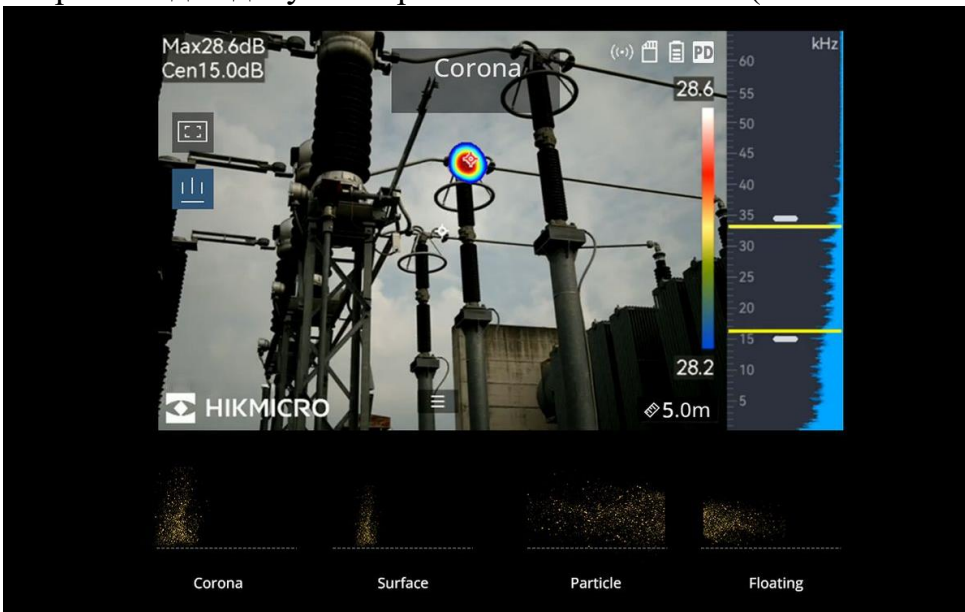 Max28.6dB
Cen15.0dB
Corona
PD
28.6
kHz
60
55
50
45
40
35
30
25
20
15
10
5
28.2
HIKMICRO
5.0m
Corona
Surface
Particle
Floating